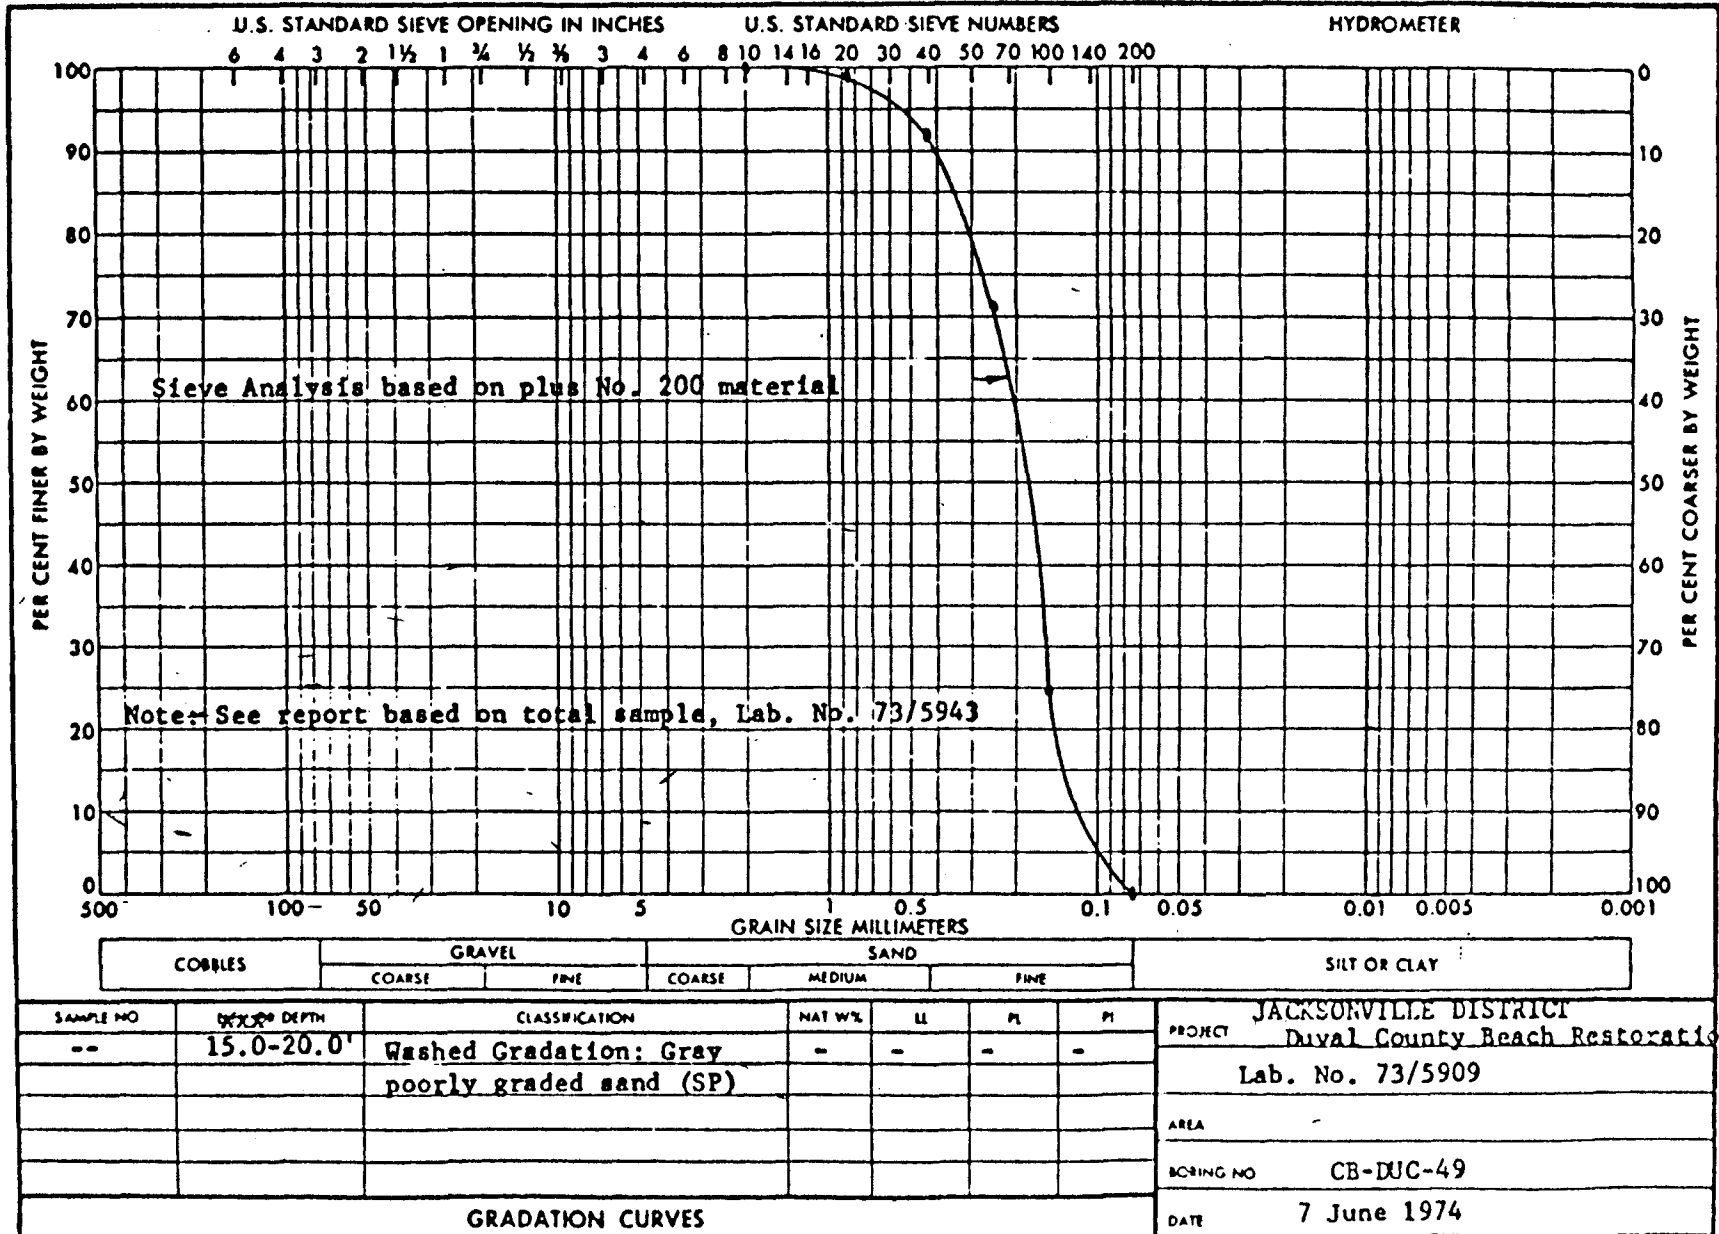 U.S. STANDARD SIEVE OPENING IN INCHES U.S. STANDARD SIEVE NUMBERS HYDROMETER
6 4 3 2 1½ 1 ¾ ½ ⅜ 3 4 6 8 10 14 16 20 30 40 50 70 100 140 200
100 0
90 10
80 20
70 30
60 40
50 50
40 60
30 70
20 80
10 90
0 100
PER CENT FINER BY WEIGHT
PER CENT COARSER BY WEIGHT
Sieve Analysis based on plus No. 200 material
Note:-See report based on total sample, Lab. No. 73/5943
500 100 50 10 5 1 0.5 0.1 0.05 0.01 0.005 0.001
GRAIN SIZE MILLIMETERS
COBBLES GRAVEL SAND SILT OR CLAY
COARSE FINE COARSE MEDIUM FINE
SAMPLE NO DEPTH CLASSIFICATION NAT W% LL PL PI
-- 15.0-20.0' Washed Gradation: Gray - - - -
poorly graded sand (SP)
JACKSONVILLE DISTRICT
PROJECT Duval County Beach Restoratio
Lab. No. 73/5909
AREA -
BORING NO CB-DUC-49
DATE 7 June 1974
GRADATION CURVES